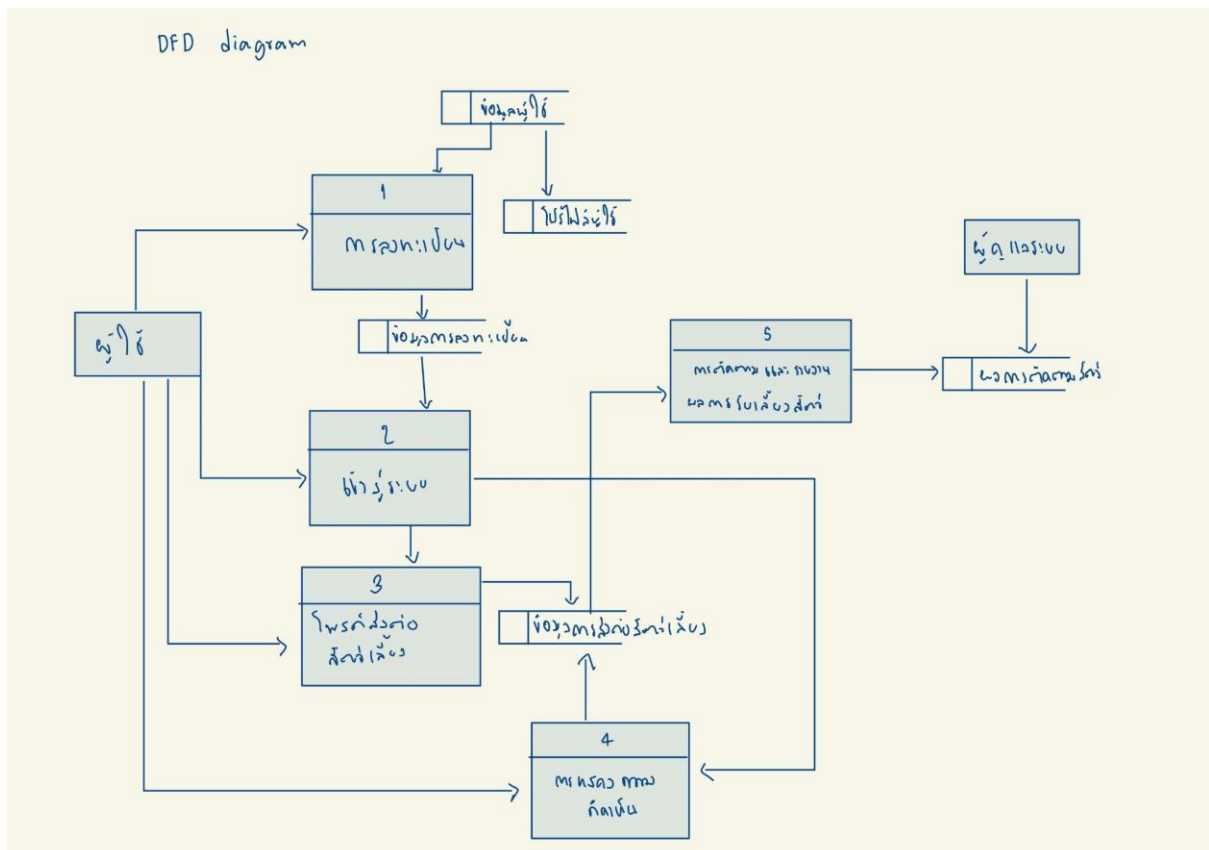 DFD diagram
ข้อมูลผู้ใช้
1
โปรไฟล์ผู้ใช้
การลงทะเบียน
ผู้ดูแลระบบ
ผู้ใช้
ข้อมูลการลงทะเบียน
5
การติดตาม และ รายงาน
ผลการรับเลี้ยงสัตว์
ผลการติดตามสัตว์
2
เข้าสู่ระบบ
3
โพสต์ส่งต่อ
สัตว์เลี้ยง
ข้อมูลการส่งต่อสัตว์เลี้ยง
4
การ
คิดเห็น